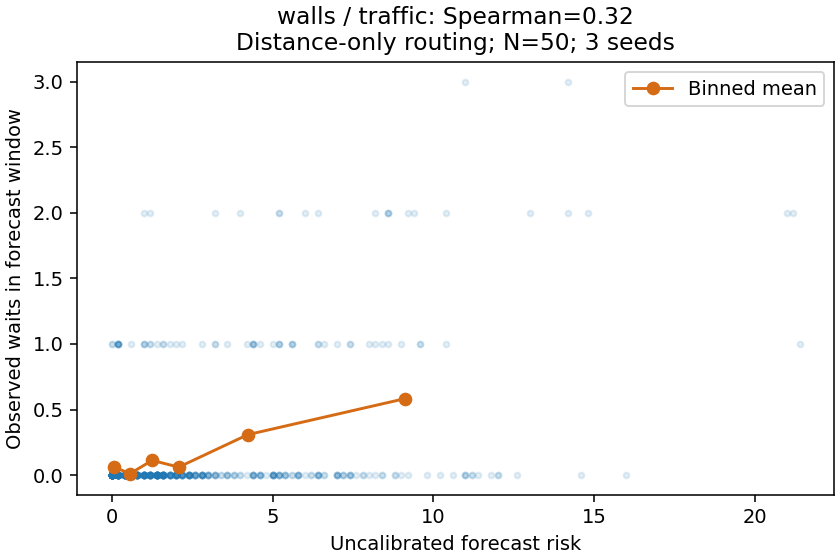 walls / traffic: Spearman=0.32
Distance-only routing; N=50; 3 seeds
Binned mean
Observed waits in forecast window
3.0
2.5
2.0
1.5
1.0
0.5
0.0
0
5
10
15
20
Uncalibrated forecast risk